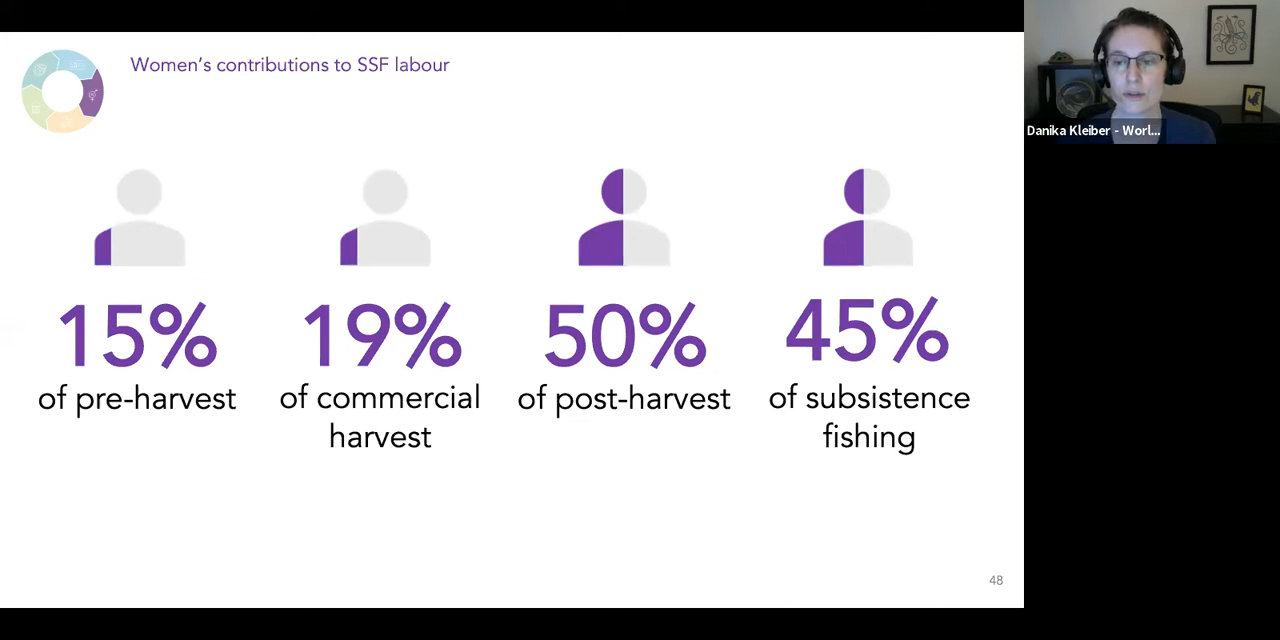 Women's contributions to SSF labour
15%
of pre-harvest
19%
of commercial
harvest
50%
of post-harvest
45%
of subsistence
fishing
48
Danika Kleiber - Worl...